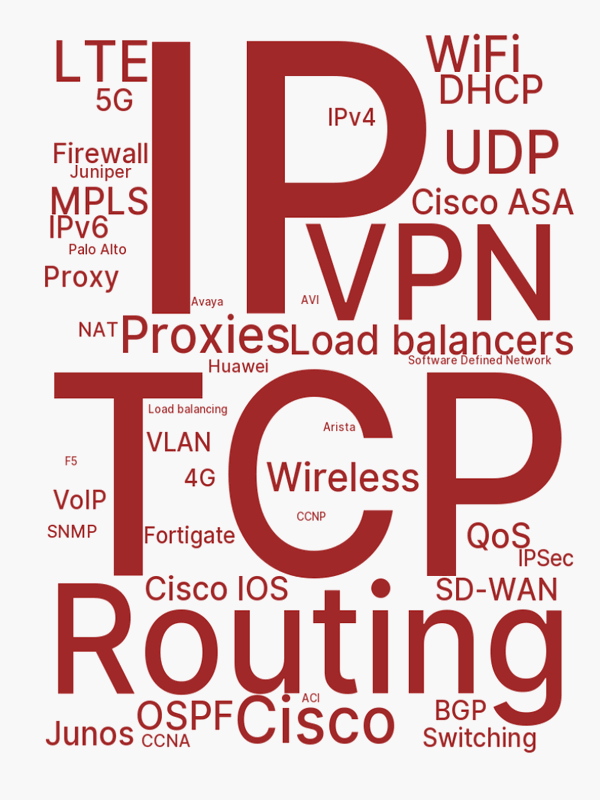 LTE
IP
WiFi
5G
DHCP
IPv4
Firewall
UDP
Juniper
MPLS
Cisco ASA
IPv6
VPN
Palo Alto
Proxy
Avaya
AVI
NAT
Proxies
Load balancers
Software Defined Network
Huawei
TCP
Load balancing
Arista
VLAN
F5
4G
Wireless
VoIP
CCNP
SNMP
Fortigate
QoS
IPSec
Cisco IOS
SD-WAN
Routing
ACI
OSPF
Cisco
BGP
Junos
CCNA
Switching